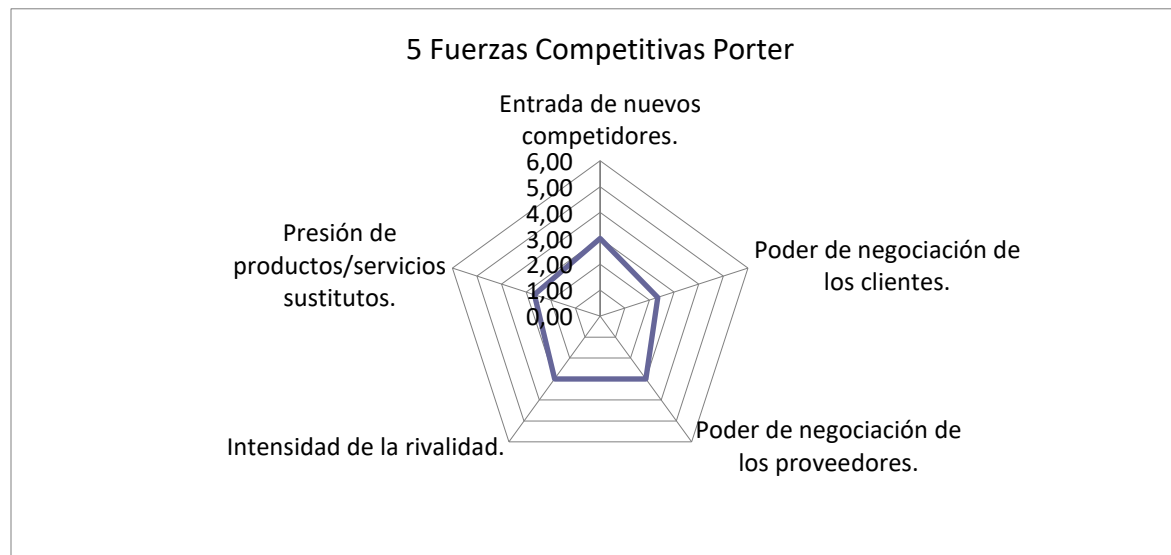 5 Fuerzas Competitivas Porter
Entrada de nuevos
competidores.
6,00
5,00
4,00
3,00
2,00
1,00
0,00
Poder de negociación de
los clientes.
Poder de negociación de
los proveedores.
Intensidad de la rivalidad.
Presión de
productos/servicios
sustitutos.